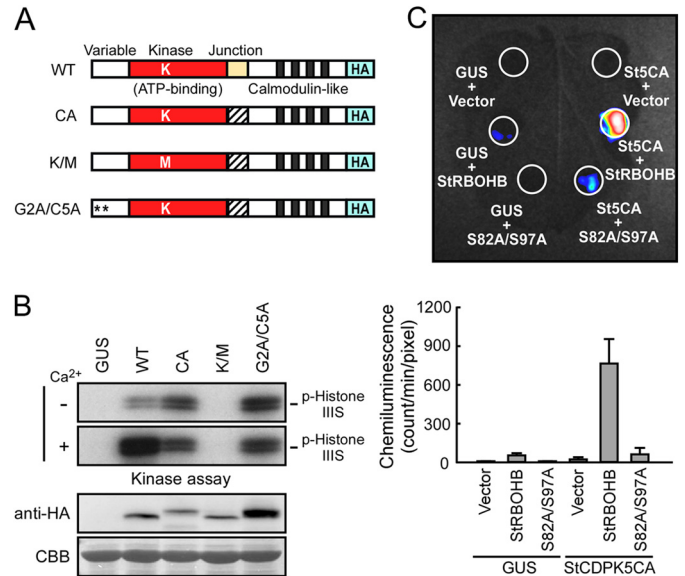 A
Variable Kinase Junction
WT K HA
(ATP-binding) Calmodulin-like
CA K HA
K/M M HA
G2A/C5A ** K HA
B
GUS WT CA K/M G2A/C5A
Ca2+
- p-Histone IIIS
+ p-Histone IIIS
Kinase assay
anti-HA
CBB
C
GUS + Vector
St5CA + Vector
GUS + StRBOHB
St5CA + StRBOHB
GUS + S82A/S97A
St5CA + S82A/S97A
Chemiluminescence
(count/min/pixel)
1200
900
600
300
0
Vector StRBOHB S82A/S97A Vector StRBOHB S82A/S97A
GUS StCDPK5CA